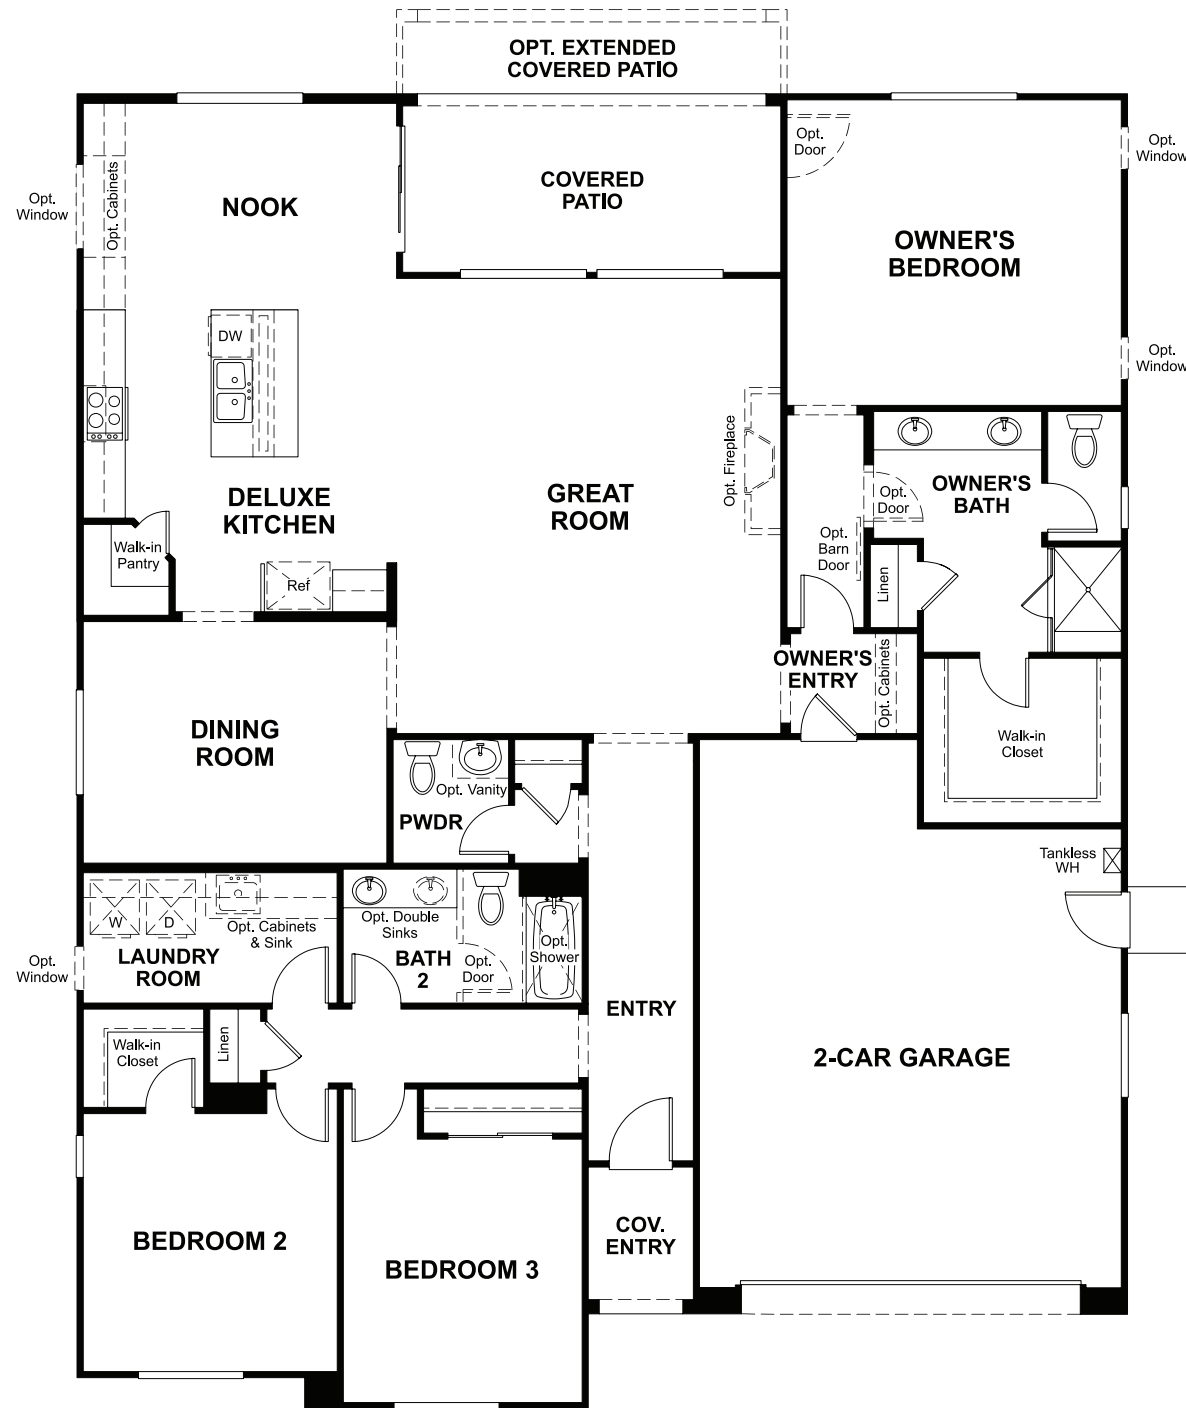 OPT. EXTENDED
COVERED PATIO
Opt.
Door
Opt.
Window
Opt. Cabinets
COVERED
PATIO
Opt.
Window
NOOK
OWNER'S
BEDROOM
DW
Opt.
Window
Opt. Fireplace
DELUXE
KITCHEN
GREAT
ROOM
OWNER'S
BATH
Opt.
Door
Walk-in
Pantry
Opt.
Barn
Door
Ref
Linen
OWNER'S
ENTRY
Opt. Cabinets
DINING
ROOM
Walk-in
Closet
Opt. Vanity
PWDR
Tankless
WH
W
D
Opt. Cabinets
& Sink
Opt. Double
Sinks
Opt.
Shower
LAUNDRY
ROOM
BATH
2
Opt.
Door
Opt.
Window
ENTRY
Walk-in
Closet
Linen
2-CAR GARAGE
COV.
ENTRY
BEDROOM 2
BEDROOM 3